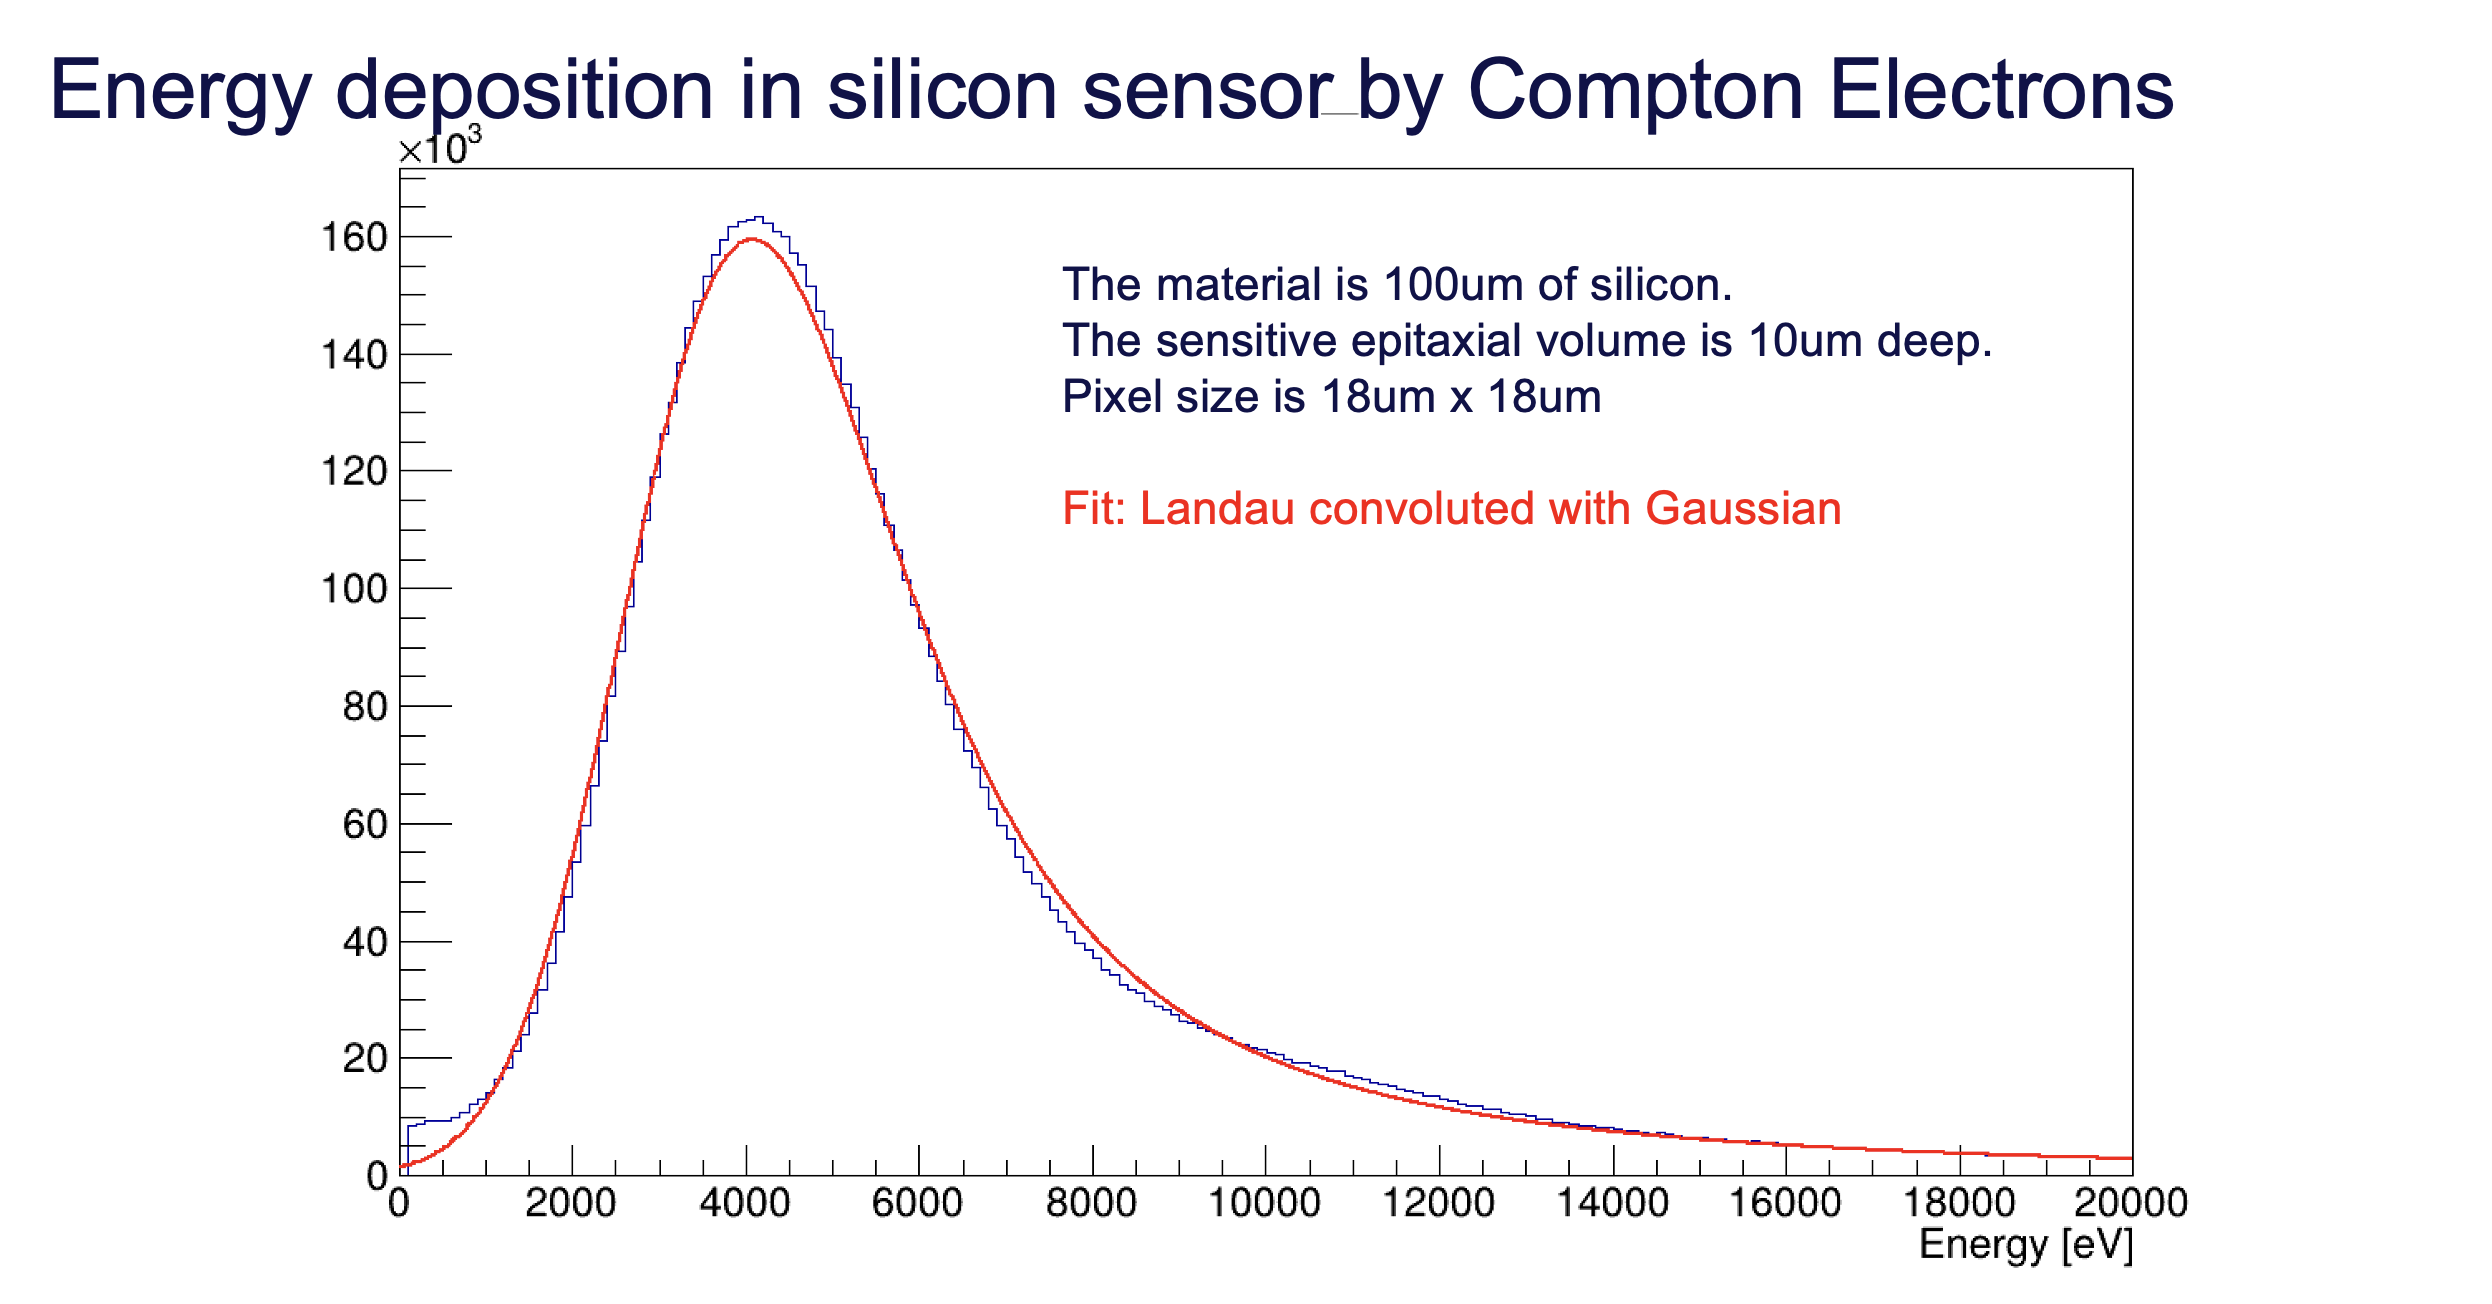 Energy deposition in silicon sensor by Compton Electrons
×10³
160
140
120
100
80
60
40
20
0
The material is 100um of silicon.
The sensitive epitaxial volume is 10um deep.
Pixel size is 18um x 18um
Fit: Landau convoluted with Gaussian
0 2000 4000 6000 8000 10000 12000 14000 16000 18000 20000
Energy [eV]